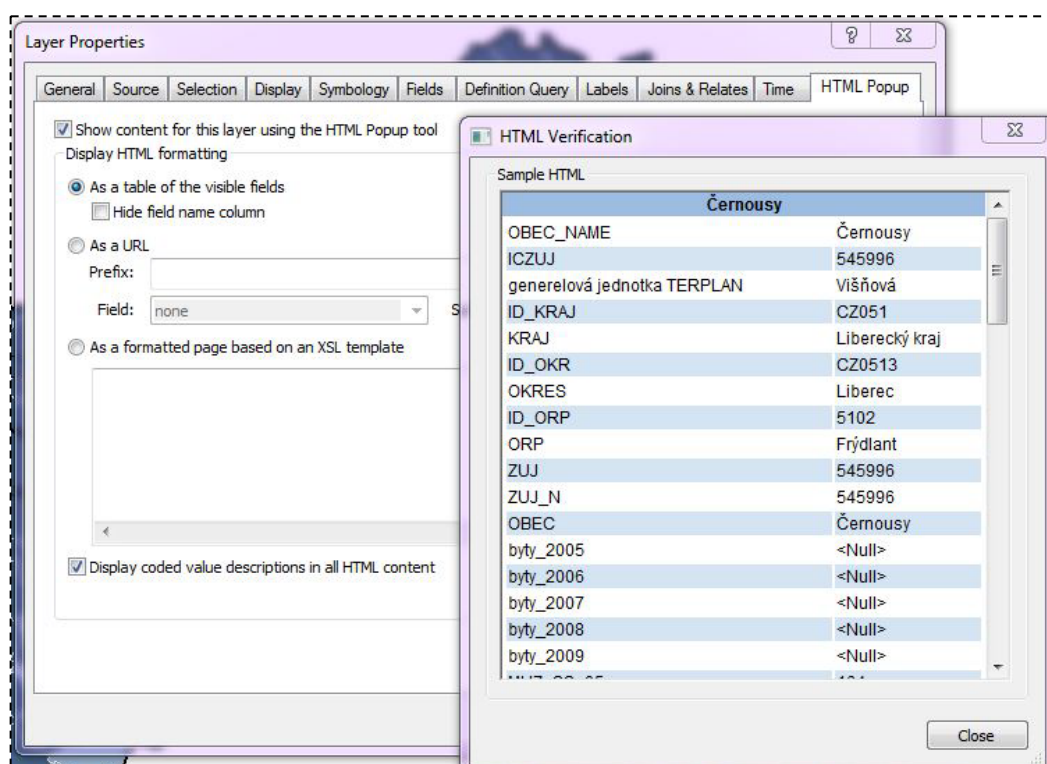 Layer Properties
General Source Selection Display Symbology Fields Definition Query Labels Joins & Relates Time HTML Popup
Show content for this layer using the HTML Popup tool
Display HTML formatting
As a table of the visible fields
Hide field name column
As a URL
Prefix:
Field: none
As a formatted page based on an XSL template
Display coded value descriptions in all HTML content
HTML Verification
Sample HTML
Černousy
OBEC_NAME Černousy
ICZUJ 545996
generelová jednotka TERPLAN Višňová
ID_KRAJ CZ051
KRAJ Liberecký kraj
ID_OKR CZ0513
OKRES Liberec
ID_ORP 5102
ORP Frýdlant
ZUJ 545996
ZUJ_N 545996
OBEC Černousy
byty_2005 <Null>
byty_2006 <Null>
byty_2007 <Null>
byty_2008 <Null>
byty_2009 <Null>
Close